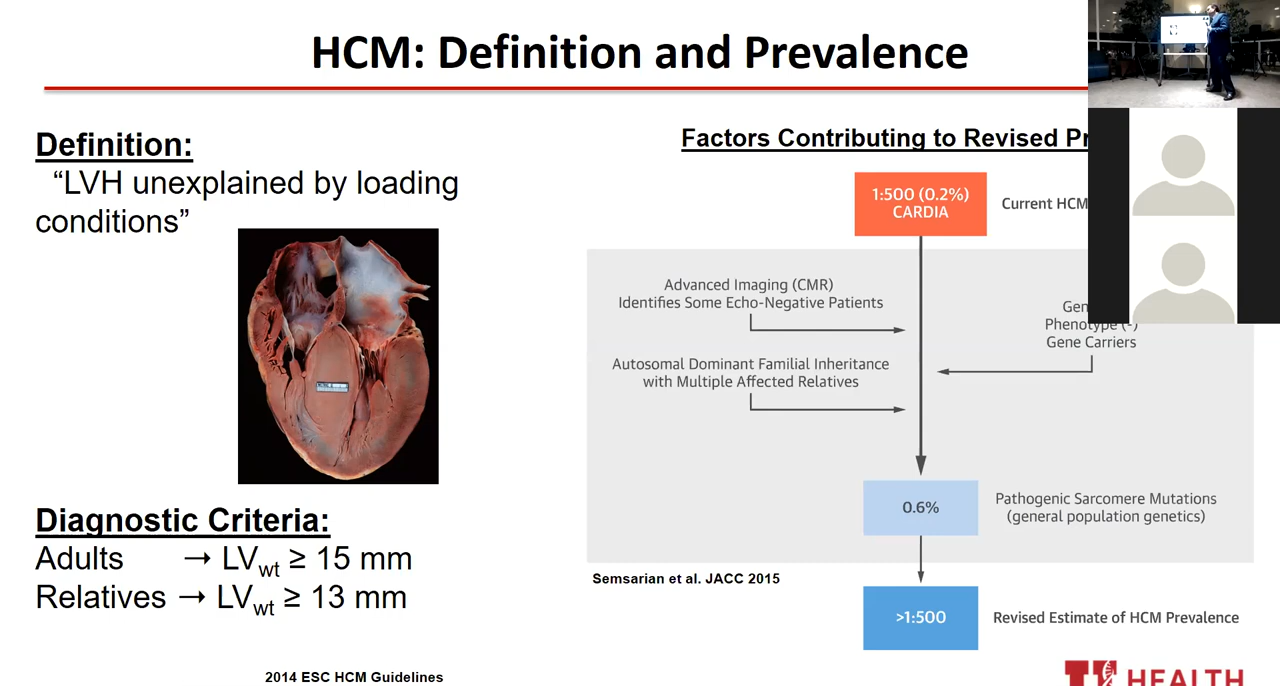 HCM: Definition and Prevalence
Definition:
“LVH unexplained by loading
conditions”
Diagnostic Criteria:
Adults → LVwt ≥ 15 mm
Relatives → LVwt ≥ 13 mm
2014 ESC HCM Guidelines
Factors Contributing to Revised
1:500 (0.2%)
CARDIA
Current HCM
Advanced Imaging (CMR)
Identifies Some Echo-Negative Patients
Phenotype (-)
Gene Carriers
Autosomal Dominant Familial Inheritance
with Multiple Affected Relatives
0.6%
Pathogenic Sarcomere Mutations
(general population genetics)
Semsarian et al. JACC 2015
>1:500
Revised Estimate of HCM Prevalence
HEALTH